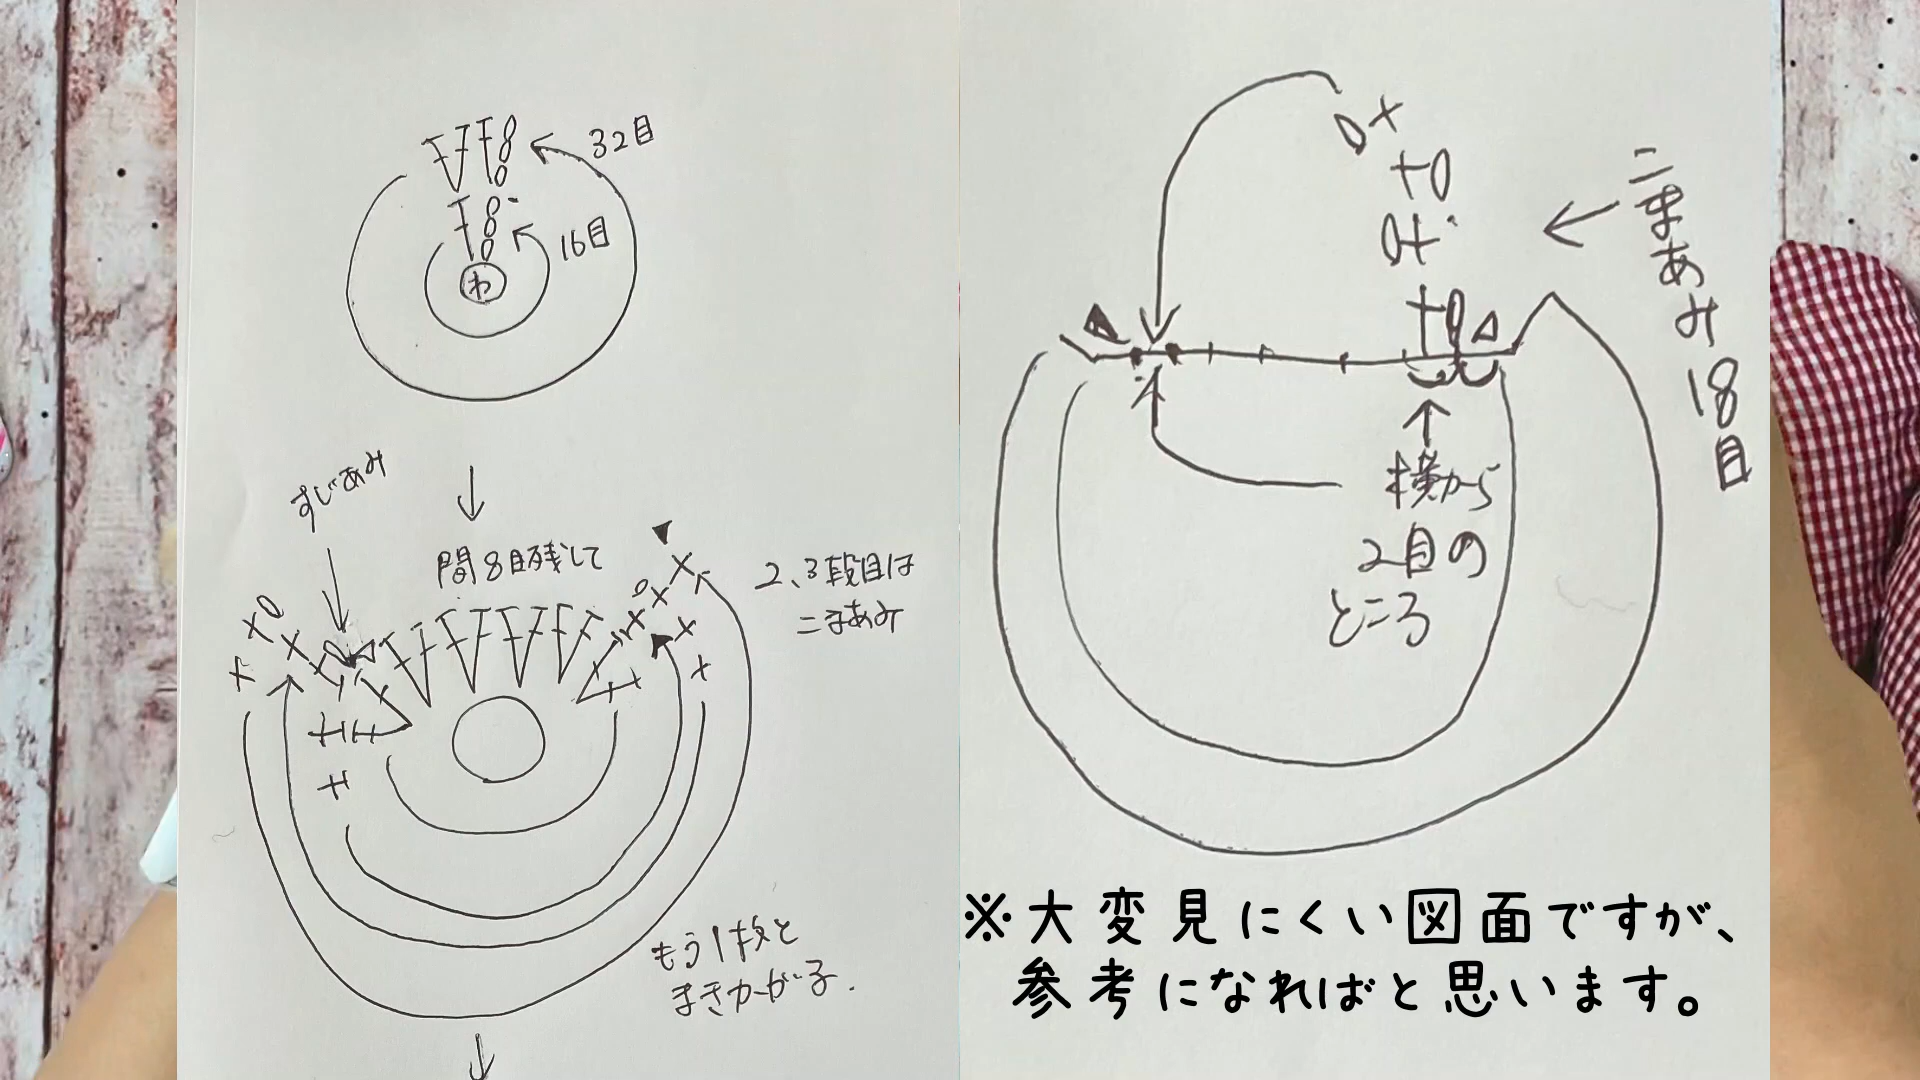 32目
16目
わ
すじあみ
間8目残して
2、3段目は
こまあみ
もう1枚と
まきかがる.
こまあみ18目
横から
2目の
ところ
※大変見にくい図面ですが、
参考になればと思います。